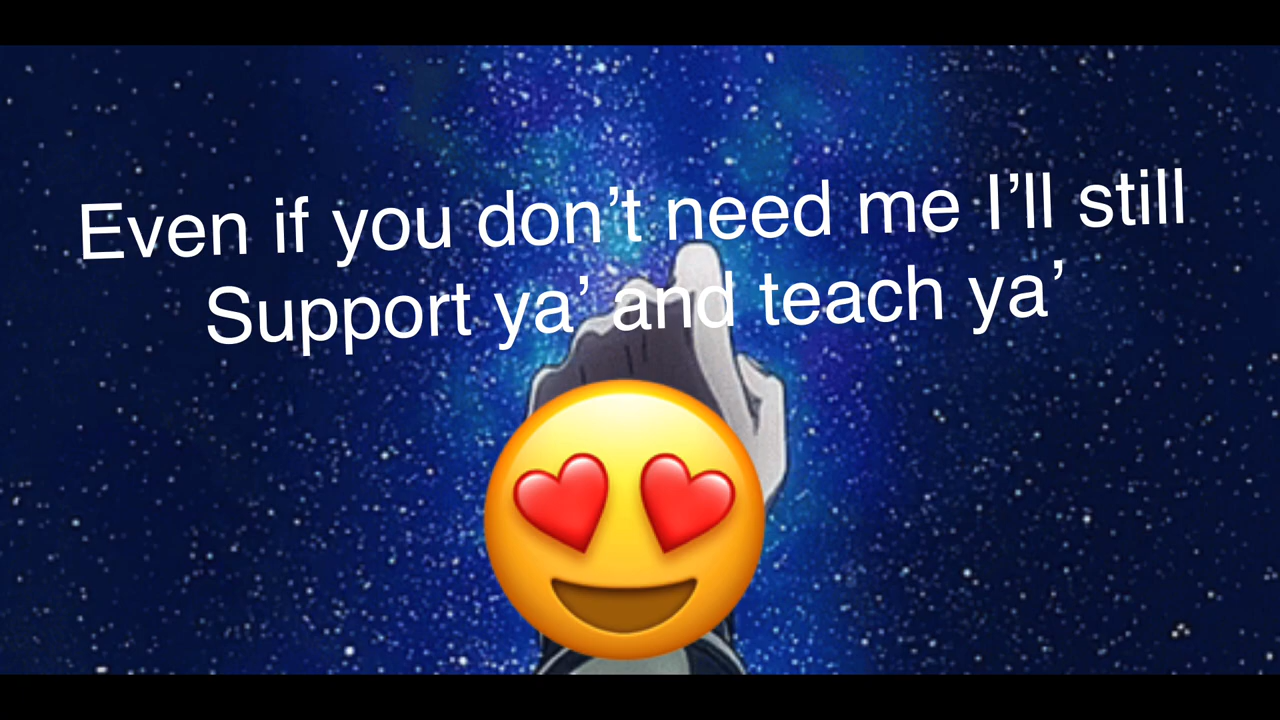 Even if you don’t need me I’ll still
Support ya’ and teach ya’